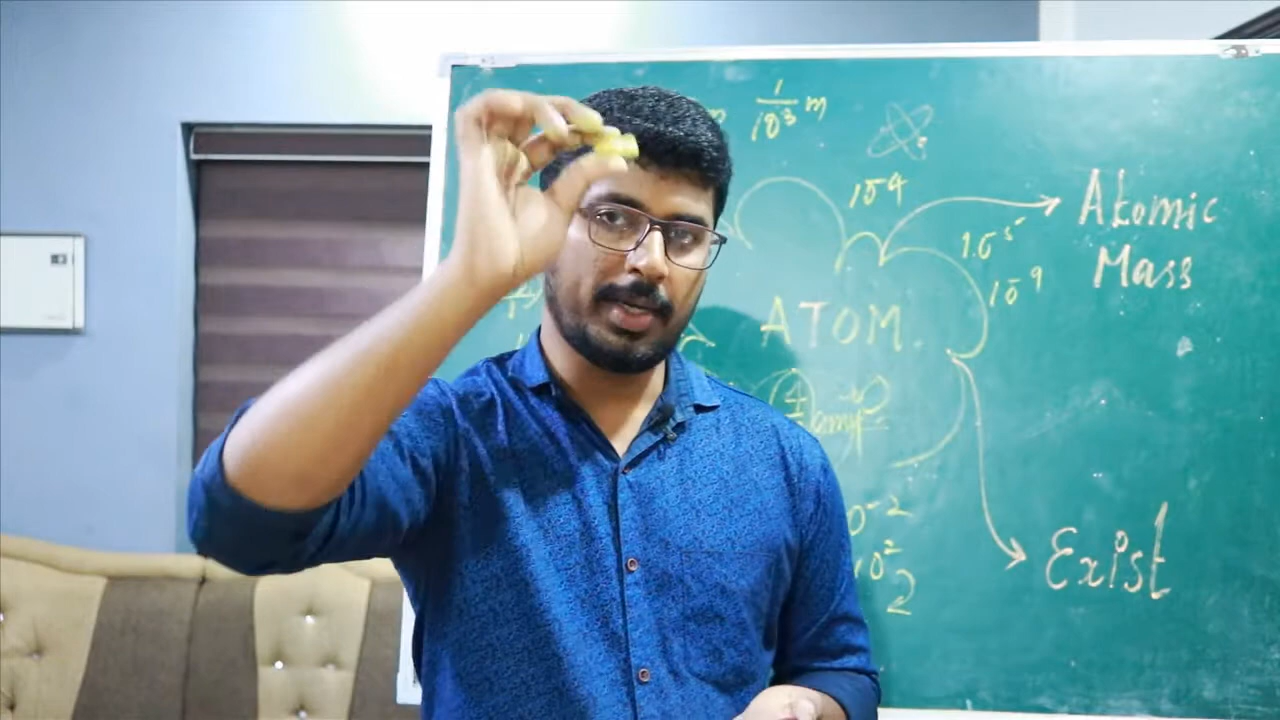 1/10³ m
10⁻⁴
Atomic
Mass
10⁻⁵
10⁻⁹
ATOM.
10⁻²
10²
2
Exist